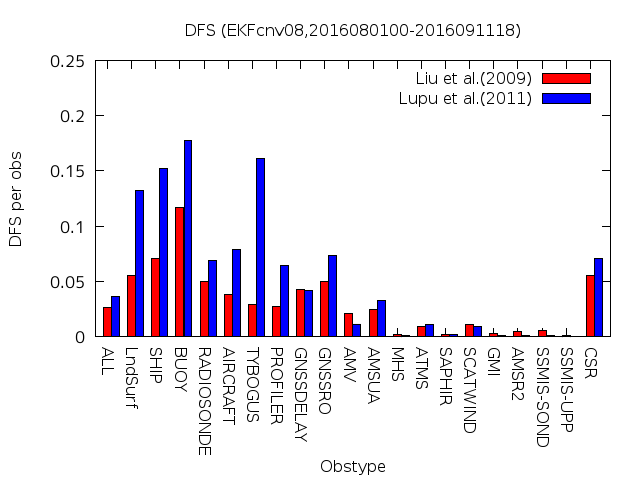 DFS (EKFcnv08,2016080100-2016091118)
Liu et al.(2009)
Lupu et al.(2011)
DFS per obs
0.25
0.2
0.15
0.1
0.05
0
ALL
LndSurf
SHIP
BUOY
RADIOSONDE
AIRCRAFT
TYBOGUS
PROFILER
GNSSDELAY
GNSSRO
AMV
AMSUA
MHS
ATMS
SAPHIR
SCATWIND
GMI
AMSR2
SSMIS-SOND
SSMIS-UPP
CSR
Obstype